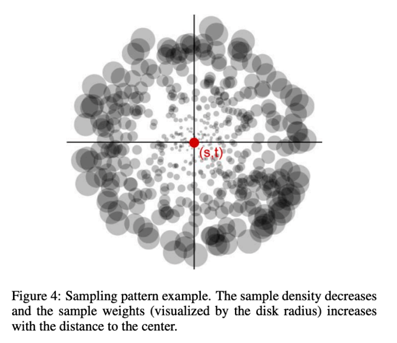 (s,t)
Figure 4: Sampling pattern example. The sample density decreases
and the sample weights (visualized by the disk radius) increases
with the distance to the center.